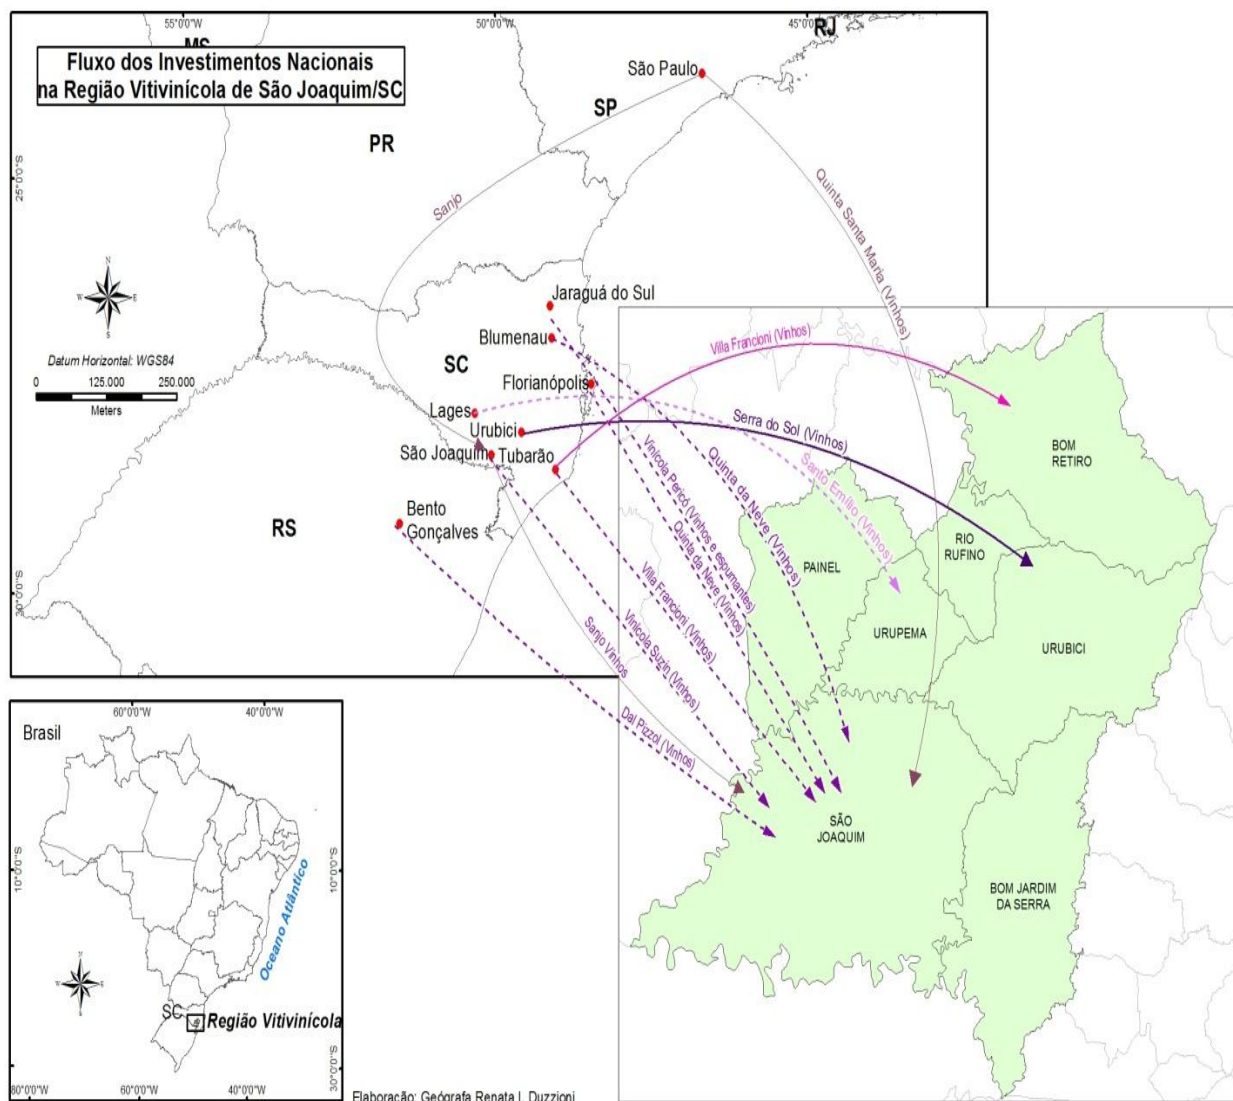 55°0'0"W
50°0'0"W
45°0'0"W
MS
RJ
Fluxo dos Investimentos Nacionais
na Região Vitivinícola de São Joaquim/SC
São Paulo
SP
PR
25°0'0"S
Sanjo
Quinta Santa Maria (Vinhos)
N
W
E
S
Jaraguá do Sul
Datum Horizontal: WGS84
0
125.000
250.000
Meters
Blumenau
SC
Florianópolis
Lages
Urubici
São Joaquim
Tubarão
Bento
Gonçalves
RS
30°0'0"S
Villa Francioni (Vinhos)
Serra do Sol (Vinhos)
Santo Emílio (Vinhos)
Quinta da Neve (Vinhos)
Vinícola Pericó (Vinhos e espumantes)
Quinta da Neve (Vinhos)
Villa Francioni (Vinhos)
Vinicola Suzin (Vinhos)
Sanjo Vinhos
Dal Pizzol (Vinhos)
BOM
RETIRO
RIO
RUFINO
PAINEL
URUPEMA
URUBICI
SÃO
JOAQUIM
BOM JARDIM
DA SERRA
60°0'0"W
40°0'0"W
Brasil
10°0'0"S
10°0'0"S
Oceano Atlântico
N
W
E
S
SC
Região Vitivinícola
30°0'0"S
80°0'0"W
60°0'0"W
40°0'0"W
Elaboração: Geógrafa Renata L Duzzioni